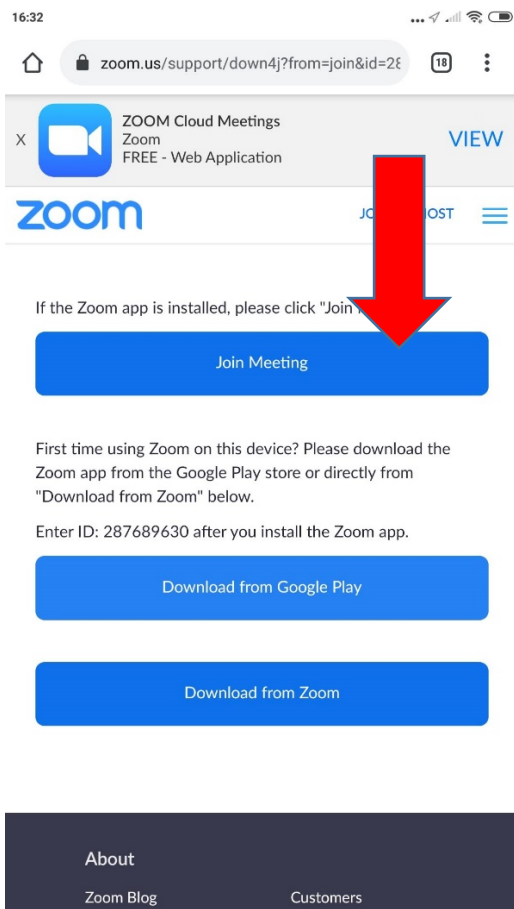 16:32
zoom.us/support/down4j?from=join&id=28
18
ZOOM Cloud Meetings
X
Zoom
VIEW
FREE - Web Application
zoom
If the Zoom app is installed, please click "Join
Join Meeting
First time using Zoom on this device? Please download the
Zoom app from the Google Play store or directly from
"Download from Zoom" below.
Enter ID: 287689630 after you install the Zoom app.
Download from Google Play
Download from Zoom
About
Zoom Blog
Customers